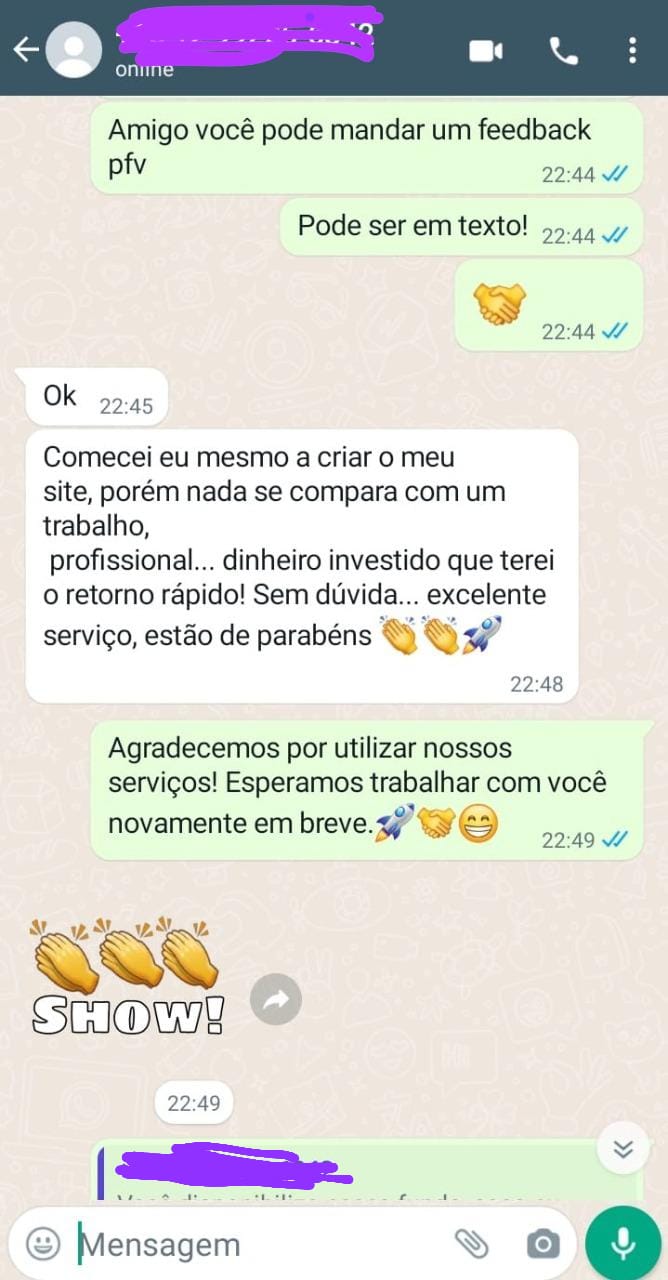 online
Amigo você pode mandar um feedback
pfv
22:44
Pode ser em texto!
22:44
22:44
Ok
22:45
Comecei eu mesmo a criar o meu
site, porém nada se compara com um
trabalho,
profissional... dinheiro investido que terei
o retorno rápido! Sem dúvida... excelente
serviço, estão de parabéns 👏👏🚀
22:48
Agradecemos por utilizar nossos
serviços! Esperamos trabalhar com você
novamente em breve.🚀🤝😁
22:49
SHOW!
22:49
Mensagem